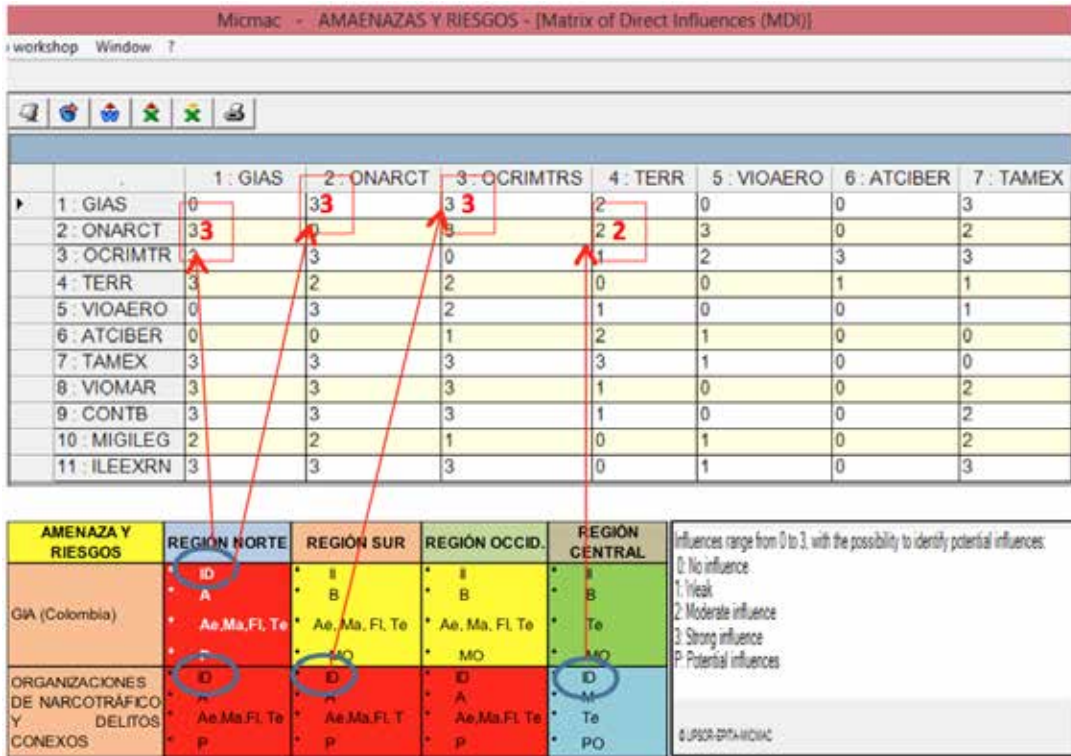 Micmac - AMAENAZAS Y RIESGOS - [Matrix of Direct Influences (MDI)]
workshop Window ?
1 : GIAS 2 : ONARCT 3 : OCRIMTRS 4 : TERR 5 : VIOAERO 6 : ATCIBER 7 : TAMEX
1 : GIAS 0 3 3 3 3 2 0 0 3
2 : ONARCT 3 3 0 3 2 2 3 0 2
3 : OCRIMTR 3 0 1 2 3 3
4 : TERR 3 2 2 0 0 1 1
5 : VIOAERO 0 3 2 1 0 0 1
6 : ATCIBER 0 0 1 2 1 0 0
7 : TAMEX 3 3 3 3 1 0 0
8 : VIOMAR 3 3 3 1 0 0 2
9 : CONTB 3 3 3 1 0 0 2
10 : MIGILEG 2 2 1 0 1 0 2
11 : ILEEXRN 3 3 3 0 1 0 3
AMENAZA Y RIESGOS REGIÓN NORTE REGIÓN SUR REGIÓN OCCID. REGIÓN CENTRAL
GIA (Colombia)
• ID • II • II • II
• A • B • B • B
• Ae,Ma,Fl, Te • Ae, Ma, Fl, Te • Ae, Ma, Fl, Te • Te
• P • MO • MO • MO
ORGANIZACIONES DE NARCOTRÁFICO Y DELITOS CONEXOS
• ID • ID • ID • ID
• A • A • A • M
• Ae,Ma,Fl, Te • Ae,Ma,Fl, T • Ae,Ma,Fl, Te • Te
• P • P • P • PO
Influences range from 0 to 3, with the possibility to identify potential influences:
0: No influence
1: Weak
2: Moderate influence
3: Strong influence
P: Potential influences
© LIPSOR-EPITA-MICMAC